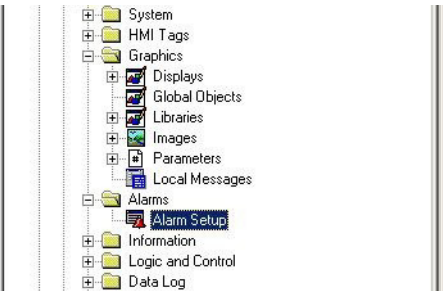 System
HMI Tags
Graphics
Displays
Global Objects
Libraries
Images
Parameters
Local Messages
Alarms
Alarm Setup
Information
Logic and Control
Data Log